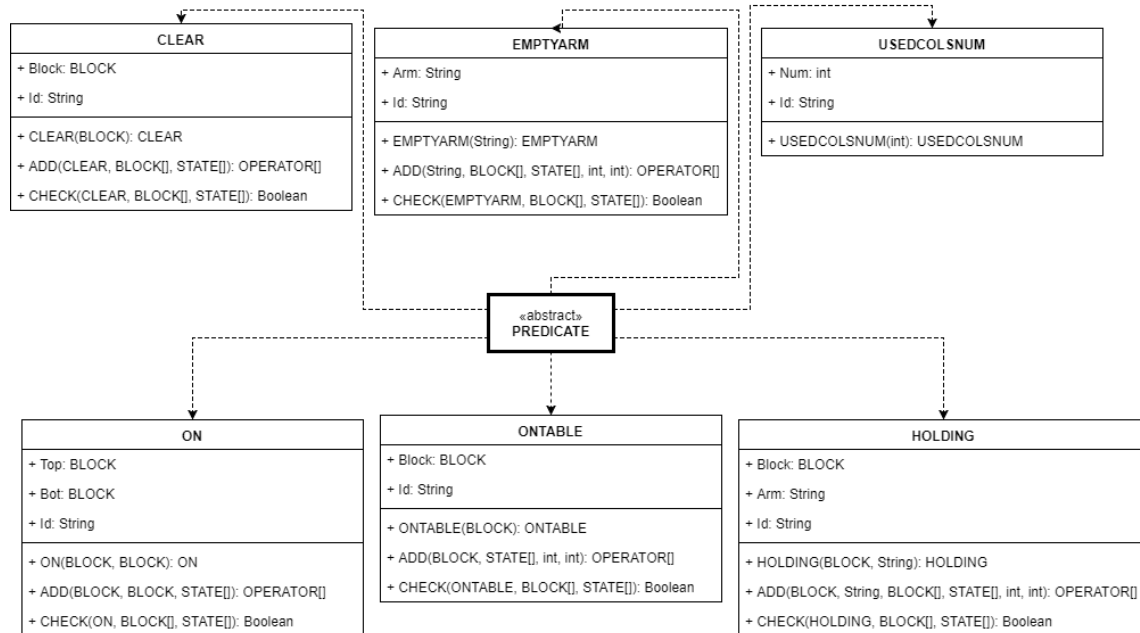 CLEAR
+ Block: BLOCK
+ Id: String
+ CLEAR(BLOCK): CLEAR
+ ADD(CLEAR, BLOCK[], STATE[]): OPERATOR[]
+ CHECK(CLEAR, BLOCK[], STATE[]): Boolean
EMPTYARM
+ Arm: String
+ Id: String
+ EMPTYARM(String): EMPTYARM
+ ADD(String, BLOCK[], STATE[], int, int): OPERATOR[]
+ CHECK(EMPTYARM, BLOCK[], STATE[]): Boolean
USEDCOLSNUM
+ Num: int
+ Id: String
+ USEDCOLSNUM(int): USEDCOLSNUM
«abstract»
PREDICATE
ON
+ Top: BLOCK
+ Bot: BLOCK
+ Id: String
+ ON(BLOCK, BLOCK): ON
+ ADD(BLOCK, BLOCK, STATE[]): OPERATOR[]
+ CHECK(ON, BLOCK[], STATE[]): Boolean
ONTABLE
+ Block: BLOCK
+ Id: String
+ ONTABLE(BLOCK): ONTABLE
+ ADD(BLOCK, STATE[], int, int): OPERATOR[]
+ CHECK(ONTABLE, BLOCK[], STATE[]): Boolean
HOLDING
+ Block: BLOCK
+ Arm: String
+ Id: String
+ HOLDING(BLOCK, String): HOLDING
+ ADD(BLOCK, String, BLOCK[], STATE[], int, int): OPERATOR[]
+ CHECK(HOLDING, BLOCK[], STATE[]): Boolean